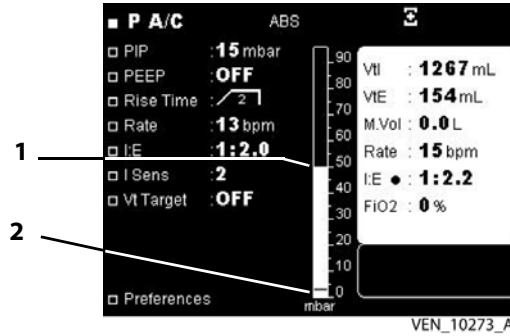 P A/C ABS
PIP :15 mbar
PEEP :OFF
Rise Time : 2
Rate :13 bpm
I:E :1:2.0
I Sens :2
Vt Target :OFF
Preferences
90
80
70
60
50
40
30
20
10
0
mbar
VtI : 1267 mL
VtE : 154 mL
M.Vol : 0.0 L
Rate : 15 bpm
I:E ● : 1:2.2
FiO2 : 0 %
1
2
VEN_10273_A